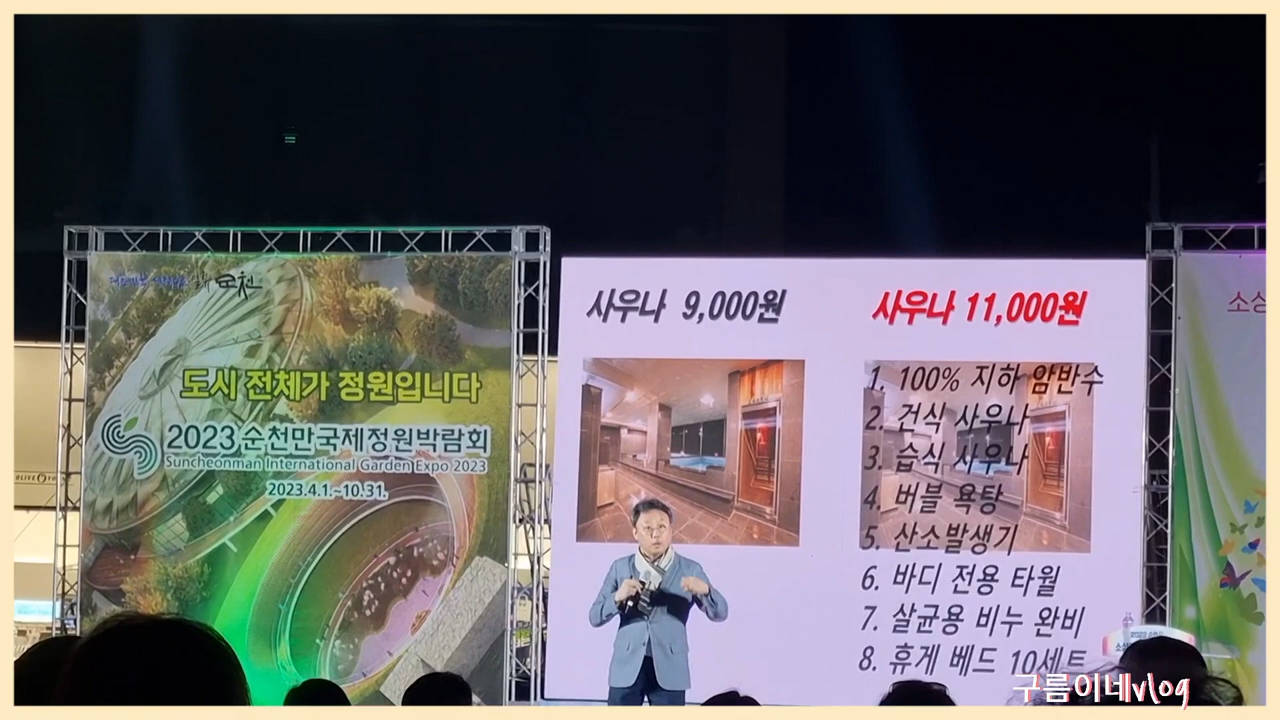 순천
도시 전체가 정원입니다
2023순천만국제정원박람회
Suncheonman International Garden Expo 2023
2023.4.1.~10.31.
사우나 9,000원
사우나 11,000원
1. 100% 지하 암반수
2. 건식 사우나
3. 습식 사우나
4. 버블 욕탕
5. 산소발생기
6. 바디 전용 타월
7. 살균용 비누 완비
8. 휴게 베드 10세트
소상
구름이네vlog